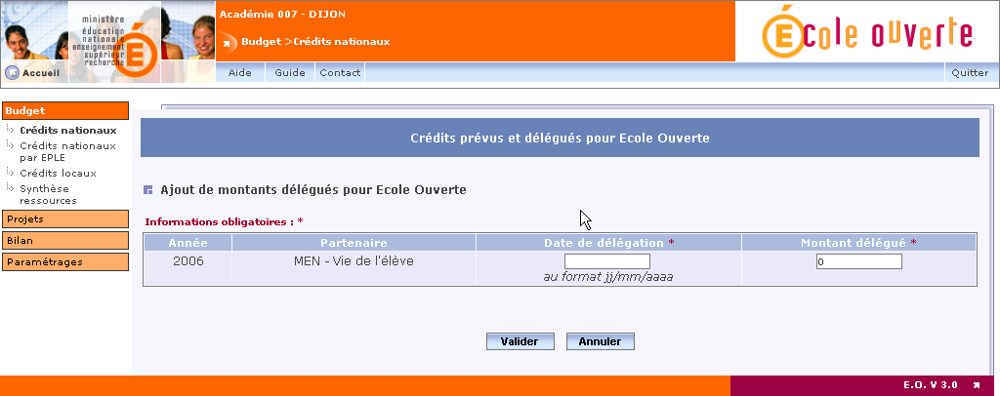 ministère
éducation
nationale
enseignement
supérieur
recherche
Accueil
Académie 007 - DIJON
Budget >Crédits nationaux
École ouverte
Aide
Guide
Contact
Quitter
Budget
Crédits nationaux
Crédits nationaux
par EPLE
Crédits locaux
Synthèse
ressources
Projets
Bilan
Paramétrages
Crédits prévus et délégués pour Ecole Ouverte
Ajout de montants délégués pour Ecole Ouverte
Informations obligatoires : *
Année Partenaire Date de délégation * Montant délégué *
2006 MEN - Vie de l'élève 0
au format jj/mm/aaaa
Valider Annuler
E.O. V 3.0